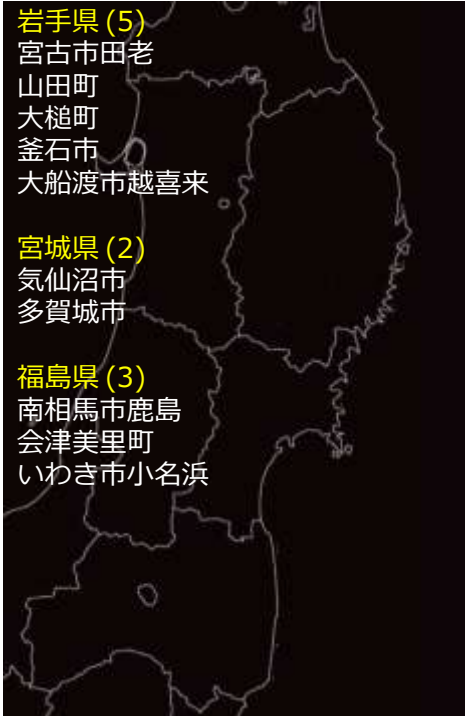 岩手県 (5)
宮古市田老
山田町
大槌町
釜石市
大船渡市越喜来
宮城県 (2)
気仙沼市
多賀城市
福島県 (3)
南相馬市鹿島
会津美里町
いわき市小名浜